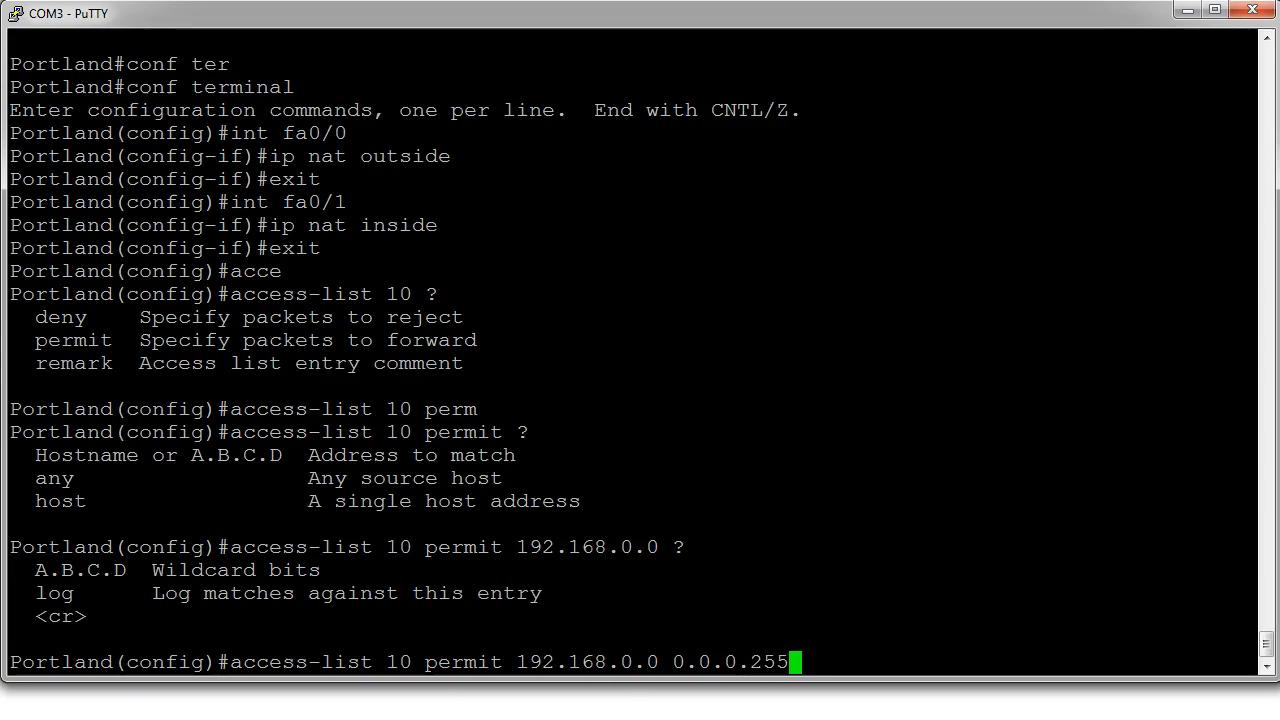 COM3 - PuTTY
Portland#conf ter
Portland#conf terminal
Enter configuration commands, one per line.  End with CNTL/Z.
Portland(config)#int fa0/0
Portland(config-if)#ip nat outside
Portland(config-if)#exit
Portland(config)#int fa0/1
Portland(config-if)#ip nat inside
Portland(config-if)#exit
Portland(config)#acce
Portland(config)#access-list 10 ?
  deny    Specify packets to reject
  permit  Specify packets to forward
  remark  Access list entry comment
Portland(config)#access-list 10 perm
Portland(config)#access-list 10 permit ?
  Hostname or A.B.C.D  Address to match
  any                  Any source host
  host                 A single host address
Portland(config)#access-list 10 permit 192.168.0.0 ?
  A.B.C.D  Wildcard bits
  log      Log matches against this entry
  <cr>
Portland(config)#access-list 10 permit 192.168.0.0 0.0.0.255